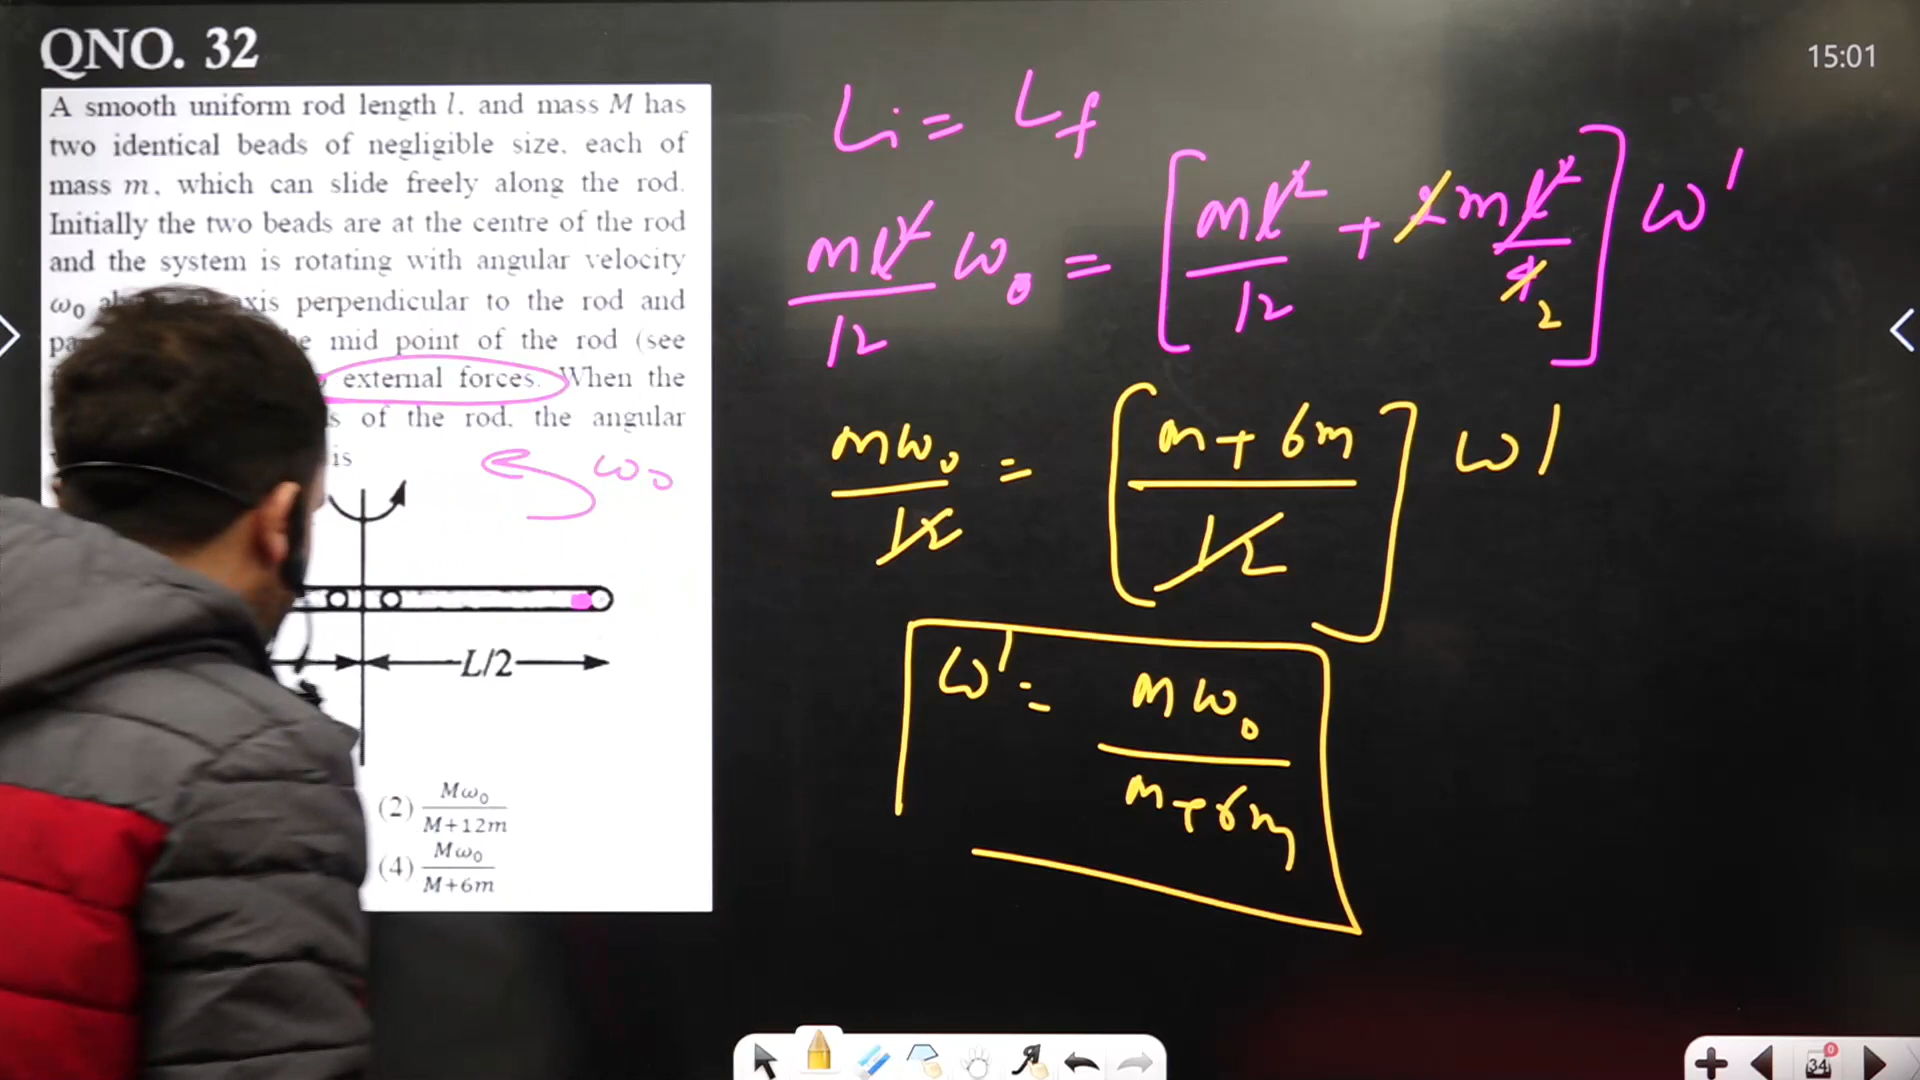 QNO. 32
15:01
A smooth uniform rod length l, and mass M has
two identical beads of negligible size, each of
mass m, which can slide freely along the rod.
Initially the two beads are at the centre of the rod
and the system is rotating with angular velocity
ω₀ axis perpendicular to the rod and
mid point of the rod (see
external forces. When the
of the rod, the angular
is
ω₀
L/2
(2) Mω₀/M+12m
(4) Mω₀/M+6m
Li = Lf
ml²/12 ω₀ = [ml²/12 + 2ml²/4 2] ω'
mω₀/12 = [m+6m/12] ω'
ω' = mω₀/m+6m
34
0